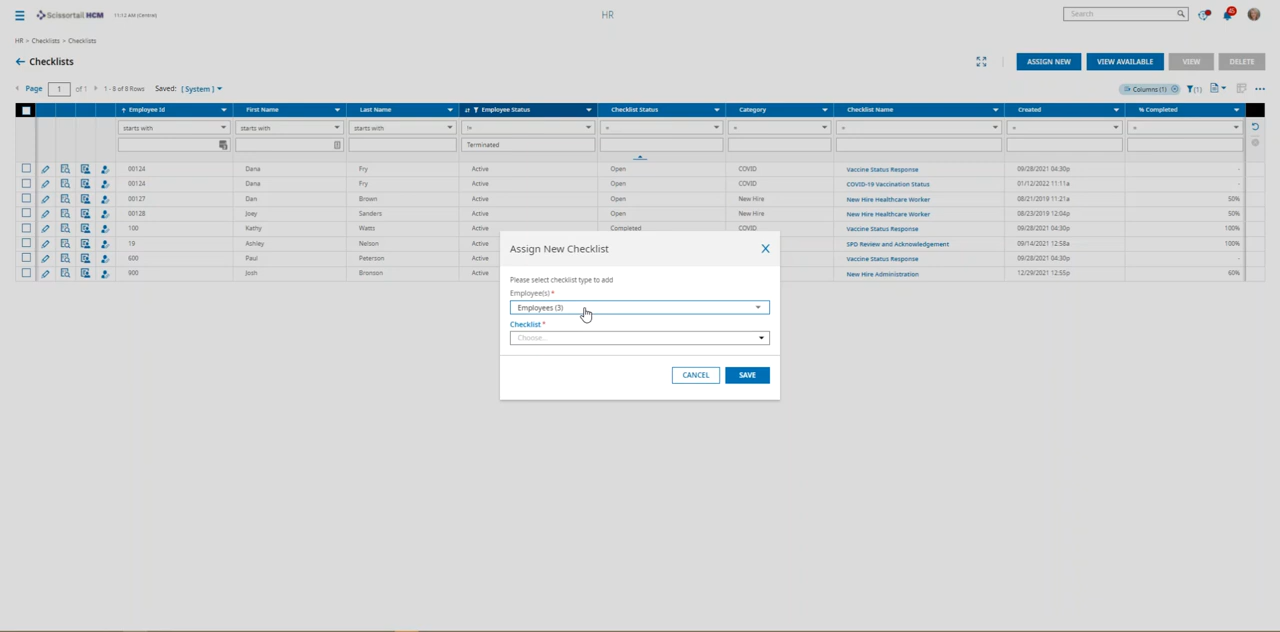 Scissortail HCM
11:12 AM (Central)
HR
Search
45
HR > Checklists > Checklists
Checklists
ASSIGN NEW
VIEW AVAILABLE
VIEW
DELETE
Page 1 of 1 1 - 8 of 8 Rows Saved: [ System ]
Columns (1)
(1)
Employee Id First Name Last Name Employee Status Checklist Status Category Checklist Name Created % Completed
starts with starts with starts with != = = = = =
Terminated
00124 Dana Fry Active Open COVID Vaccine Status Response 09/28/2021 04:30p -
00124 Dana Fry Active Open COVID COVID-19 Vaccination Status 01/12/2022 11:11a -
00127 Dan Brown Active Open New Hire New Hire Healthcare Worker 08/21/2019 11:21a 50%
00128 Joey Sanders Active Open New Hire New Hire Healthcare Worker 08/23/2019 12:04p 50%
100 Kathy Watts Active Completed COVID Vaccine Status Response 09/28/2021 04:30p 100%
19 Ashley Nelson Active SPD Review and Acknowledgement 09/14/2021 12:58a 100%
600 Paul Peterson Active Vaccine Status Response 09/28/2021 04:30p -
900 Josh Bronson Active New Hire Administration 12/29/2021 12:55p 60%
Assign New Checklist
Please select checklist type to add
Employee(s) *
Employees (3)
Checklist *
Choose...
CANCEL
SAVE